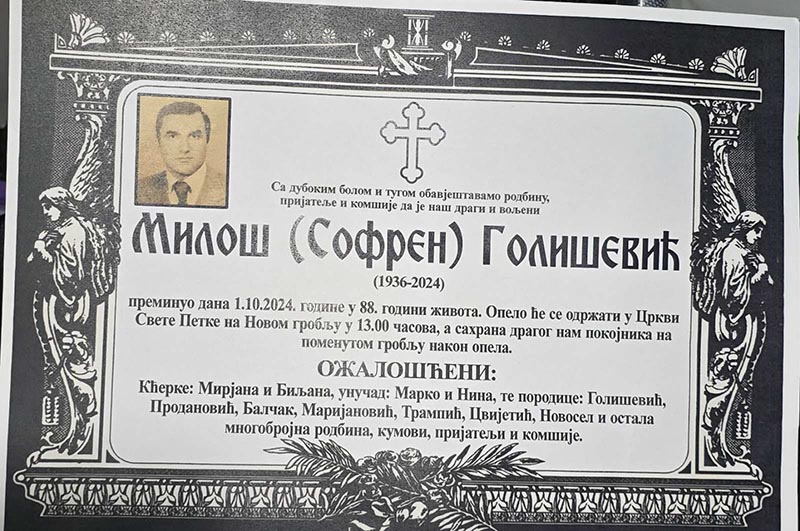 Са дубоким болом и тугом обавјештавамо родбину,
пријатеље и комшије да је наш драги и вољени
Милош (Софрен) Голишевић
(1936-2024)
преминуо дана 1.10.2024. године у 88. години живота. Опело ће се одржати у Цркви
Свете Петке на Новом гробљу у 13.00 часова, а сахрана драгог нам покојника на
поменутом гробљу након опела.
ОЖАЛОШЋЕНИ:
Кћерке: Мирјана и Биљана, унучад: Марко и Нина, те породице: Голишевић,
Продановић, Балчак, Маријановић, Трампић, Цвијетић, Новосел и остала
многобројна родбина, кумови, пријатељи и комшије.